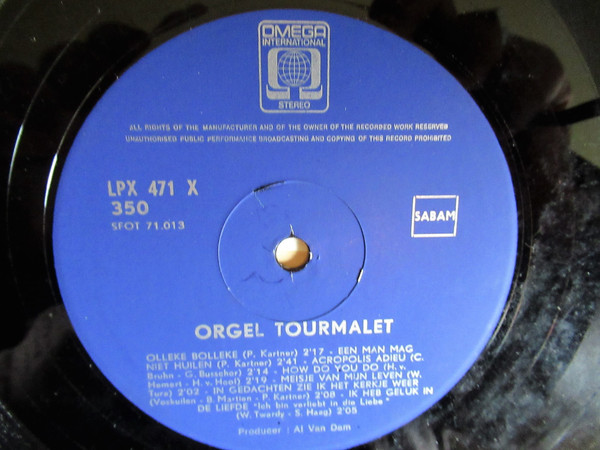 OMEGA
INTERNATIONAL
STEREO
ALL RIGHTS OF THE MANUFACTURER AND OF THE OWNER OF THE RECORDED WORK RESERVED
UNAUTHORISED PUBLIC PERFORMANCE BROADCASTING AND COPYING OF THIS RECORD PROHIBITED
LPX 471 X
350
SFOT 71.013
SABAM
ORGEL TOURMALET
OLLEKE BOLLEKE (P. Kartner) 2'17 - EEN MAN MAG
NIET HUILEN (P. Kartner) 2'41 - ACROPOLIS ADIEU (C.
Bruhn - G. Busscher) 2'14 - HOW DO YOU DO (H. v.
Hemert - H. v. Hoof) 2'19 - MEISJE VAN MIJN LEVEN (W.
Tura) 2'02 - IN GEDACHTEN ZIE IK HET KERKJE WEER
(Verkuilen - B. Martien - P. Kartner) 2'08 - IK HEB GELUK IN
DE LIEFDE "Ich bin verliebt in die Liebe"
(W. Twardy - S. Haag) 2'05
Producer : Al Van Dam